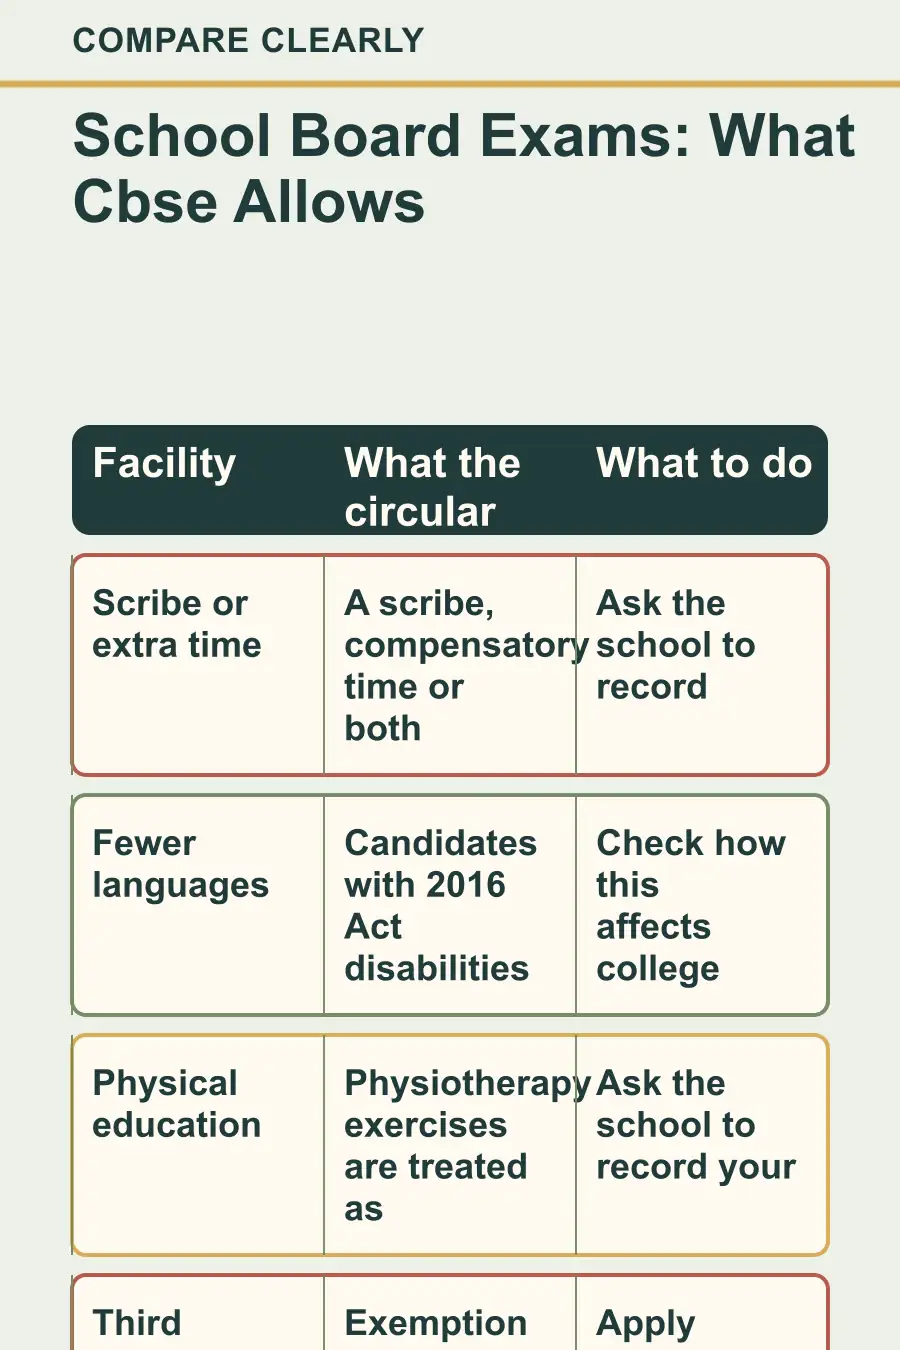 COMPARE CLEARLY
School Board Exams: What
Cbse Allows
Facility
What the
circular
What to do
Scribe or
extra time
A scribe,
compensatory
time or
both
Ask the
school to
record
Fewer
languages
Candidates
with 2016
Act
disabilities
Check how
this
affects
college
Physical
education
Physiotherapy
exercises
are treated
as
Ask the
school to
record your
Third
Exemption
Apply